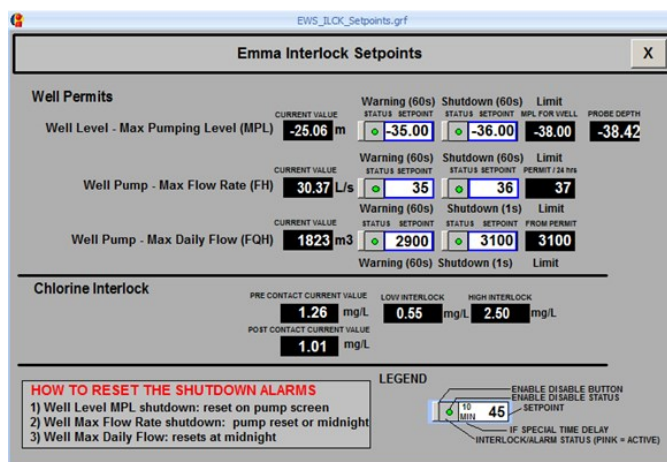 EWS_ILCK_Setpoints.grf
Emma Interlock Setpoints X
Well Permits
Warning (60s) Shutdown (60s) Limit
CURRENT VALUE STATUS SETPOINT STATUS SETPOINT MPL FOR WELL PROBE DEPTH
Well Level - Max Pumping Level (MPL) -25.06 m -35.00 -36.00 -38.00 -38.42
Warning (60s) Shutdown (60s) Limit
CURRENT VALUE STATUS SETPOINT STATUS SETPOINT PERMIT / 24 hrs
Well Pump - Max Flow Rate (FH) 30.37 L/s 35 36 37
Warning (60s) Shutdown (1s) Limit
CURRENT VALUE STATUS SETPOINT STATUS SETPOINT FROM PERMIT
Well Pump - Max Daily Flow (FQH) 1823 m3 2900 3100 3100
Warning (60s) Shutdown (1s) Limit
Chlorine Interlock
PRE CONTACT CURRENT VALUE LOW INTERLOCK HIGH INTERLOCK
1.26 mg/L 0.55 mg/L 2.50 mg/L
POST CONTACT CURRENT VALUE
1.01 mg/L
HOW TO RESET THE SHUTDOWN ALARMS
1) Well Level MPL shutdown: reset on pump screen
2) Well Max Flow Rate shutdown: pump reset or midnight
3) Well Max Daily Flow: resets at midnight
LEGEND
ENABLE DISABLE BUTTON
ENABLE DISABLE STATUS
10 MIN 45 SETPOINT
IF SPECIAL TIME DELAY
INTERLOCK/ALARM STATUS (PINK = ACTIVE)